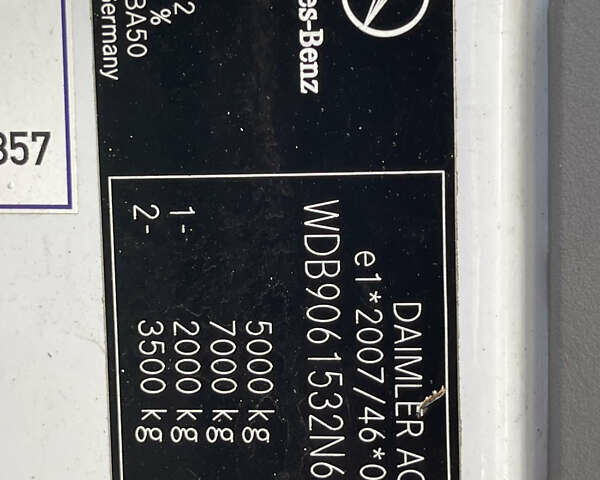 857
es-Benz
2
%
BA50
Germany
DAIMLER AG
e1*2007/46*0
WDB9061532N6
5000 kg
7000 kg
1- 2000 kg
2- 3500 kg